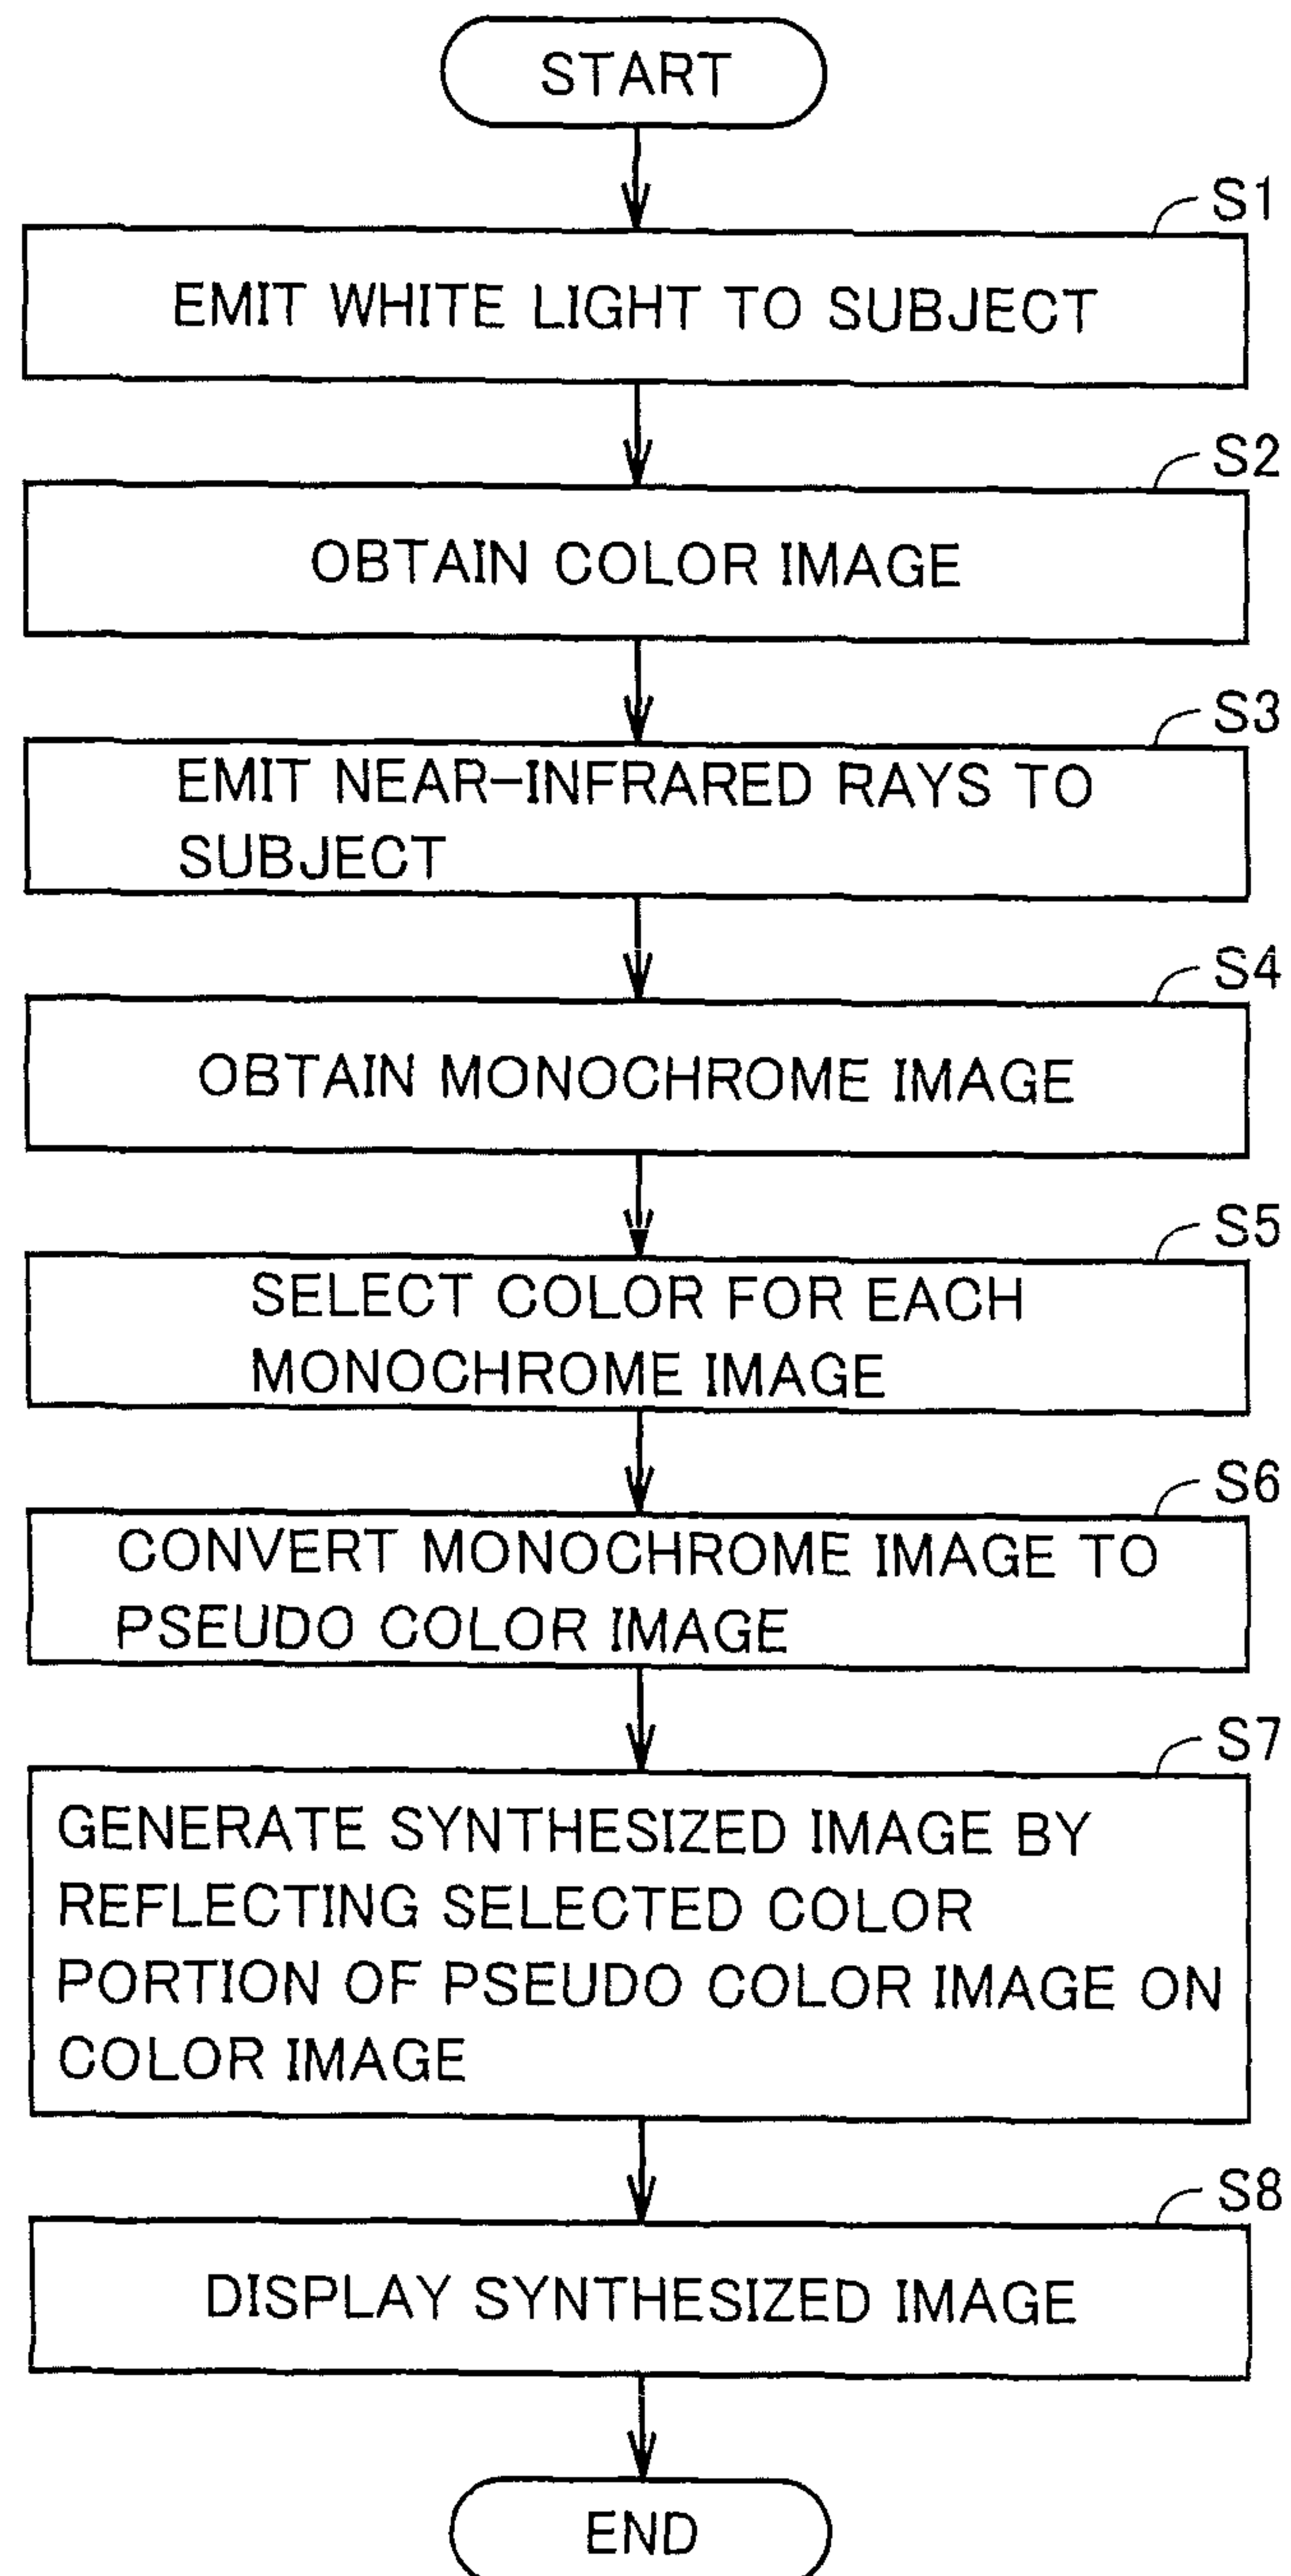 START
S1
EMIT WHITE LIGHT TO SUBJECT
S2
OBTAIN COLOR IMAGE
S3
EMIT NEAR-INFRARED RAYS TO
SUBJECT
S4
OBTAIN MONOCHROME IMAGE
S5
SELECT COLOR FOR EACH
MONOCHROME IMAGE
S6
CONVERT MONOCHROME IMAGE TO
PSEUDO COLOR IMAGE
S7
GENERATE SYNTHESIZED IMAGE BY
REFLECTING SELECTED COLOR
PORTION OF PSEUDO COLOR IMAGE ON
COLOR IMAGE
S8
DISPLAY SYNTHESIZED IMAGE
END